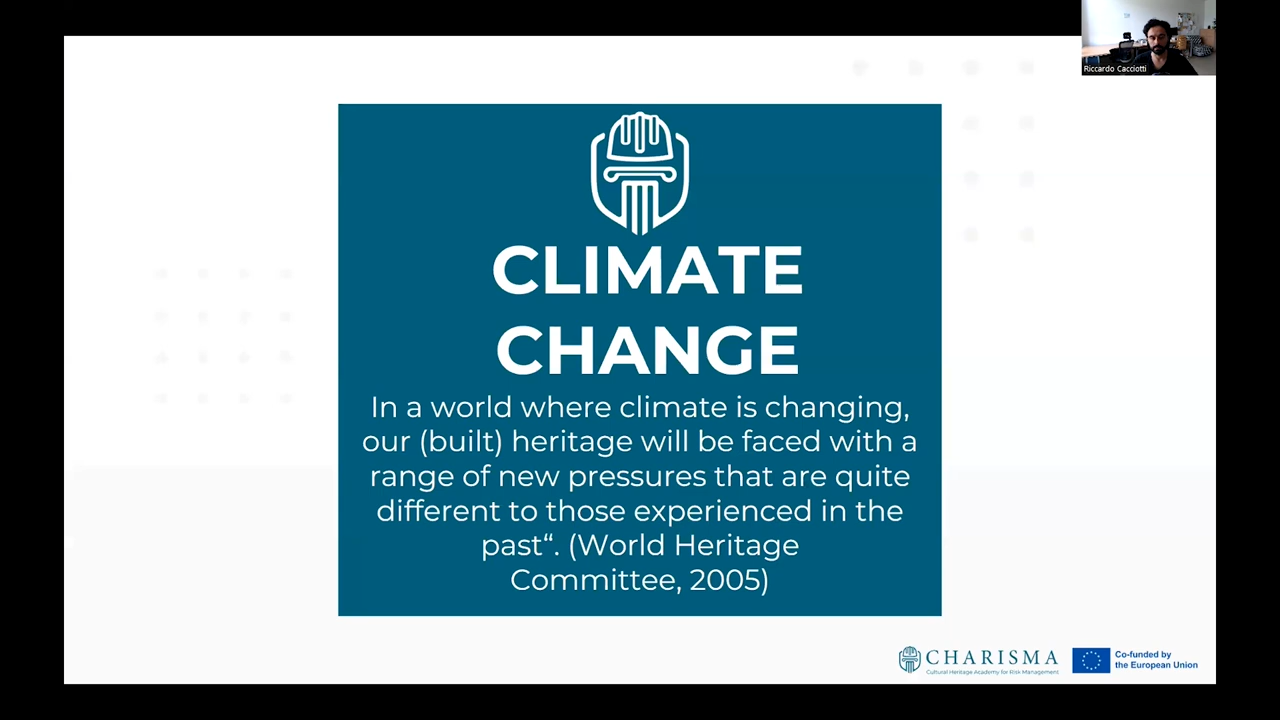 Riccardo Cacciotti
CLIMATE
CHANGE
In a world where climate is changing,
our (built) heritage will be faced with a
range of new pressures that are quite
different to those experienced in the
past“. (World Heritage
Committee, 2005)
CHARISMA
Cultural Heritage Academy for Risk Management
Co-funded by
the European Union